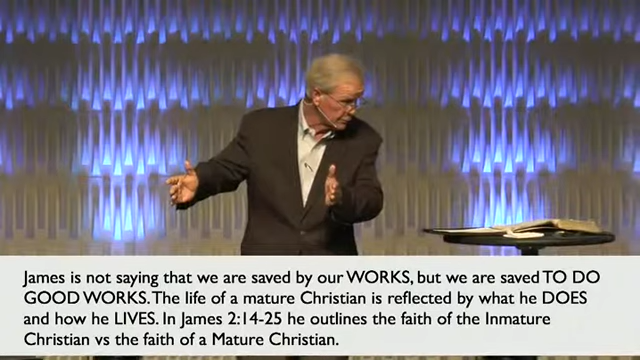 James is not saying that we are saved by our WORKS, but we are saved TO DO
GOOD WORKS. The life of a mature Christian is reflected by what he DOES
and how he LIVES. In James 2:14-25 he outlines the faith of the Inmature
Christian vs the faith of a Mature Christian.